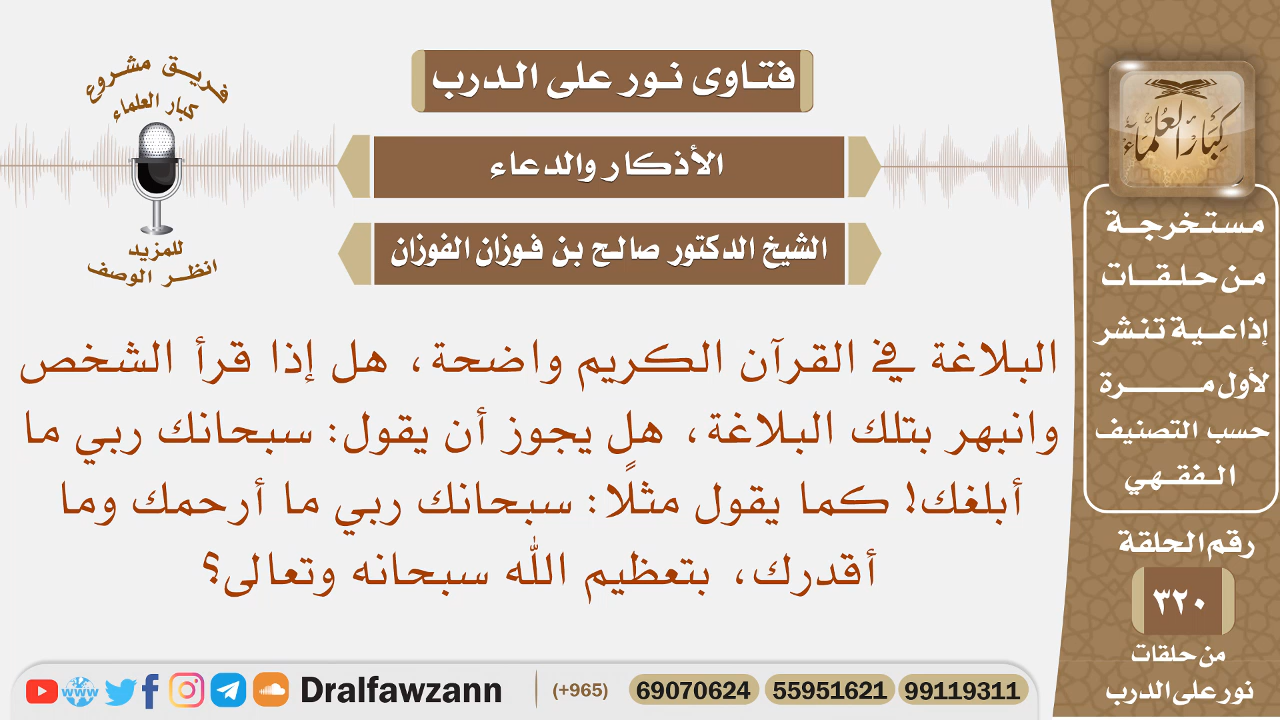 فتاوى نور على الدرب
الأذكار والدعاء
الشيخ الدكتور صالح بن فوزان الفوزان
فريق مشروع
كبار العلماء
للمزيد
انظر الوصف
البلاغة في القرآن الكريم واضحة، هل إذا قرأ الشخص
وانبهر بتلك البلاغة، هل يجوز أن يقول: سبحانك ربي ما
أبلغك! كما يقول مثلًا: سبحانك ربي ما أرحمك وما
أقدرك، بتعظيم الله سبحانه وتعالى؟
كبار العلماء
مستخرجة
من حلقات
إذاعية تنشر
لأول مرة
حسب التصنيف
الفقهي
رقم الحلقة
٣٢٠
من حلقات
نور على الدرب
www
Dralfawzann
(+965) 69070624 55951621 99119311